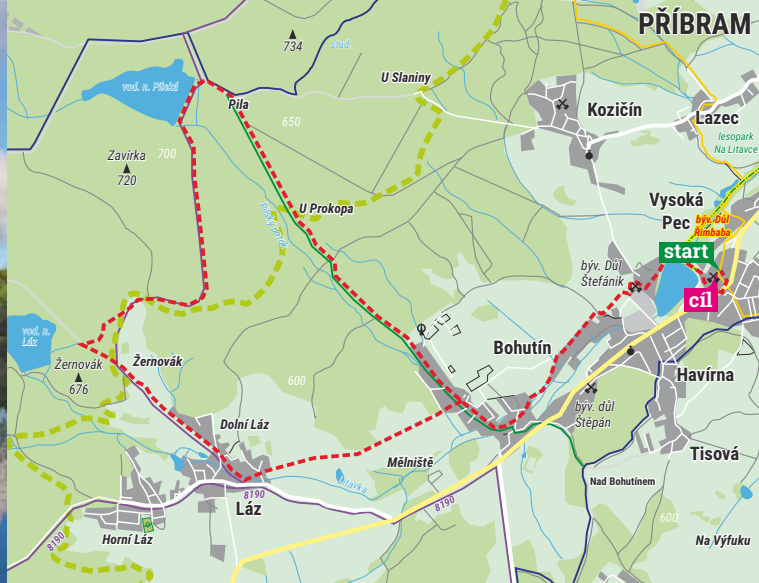 PŘÍBRAM
734
stud.
U Slaniny
vod. n. Pilská
Pila
650
Kozičín
Lazec
lesopark
Na Litavce
Zavírka
720
700
U Prokopa
Pilský potok
Vysoká
Pec
býv. Důl
Řimbaba
start
býv. Důl
Štefánik
cíl
vod. n.
Láz
Žernovák
676
Žernovák
600
Bohutín
Havírna
býv. důl
Štěpán
Dolní Láz
Mělniště
Tisová
Litavka
8190
Láz
8190
Nad Bohutínem
600
Horní Láz
8190
Na Výfuku